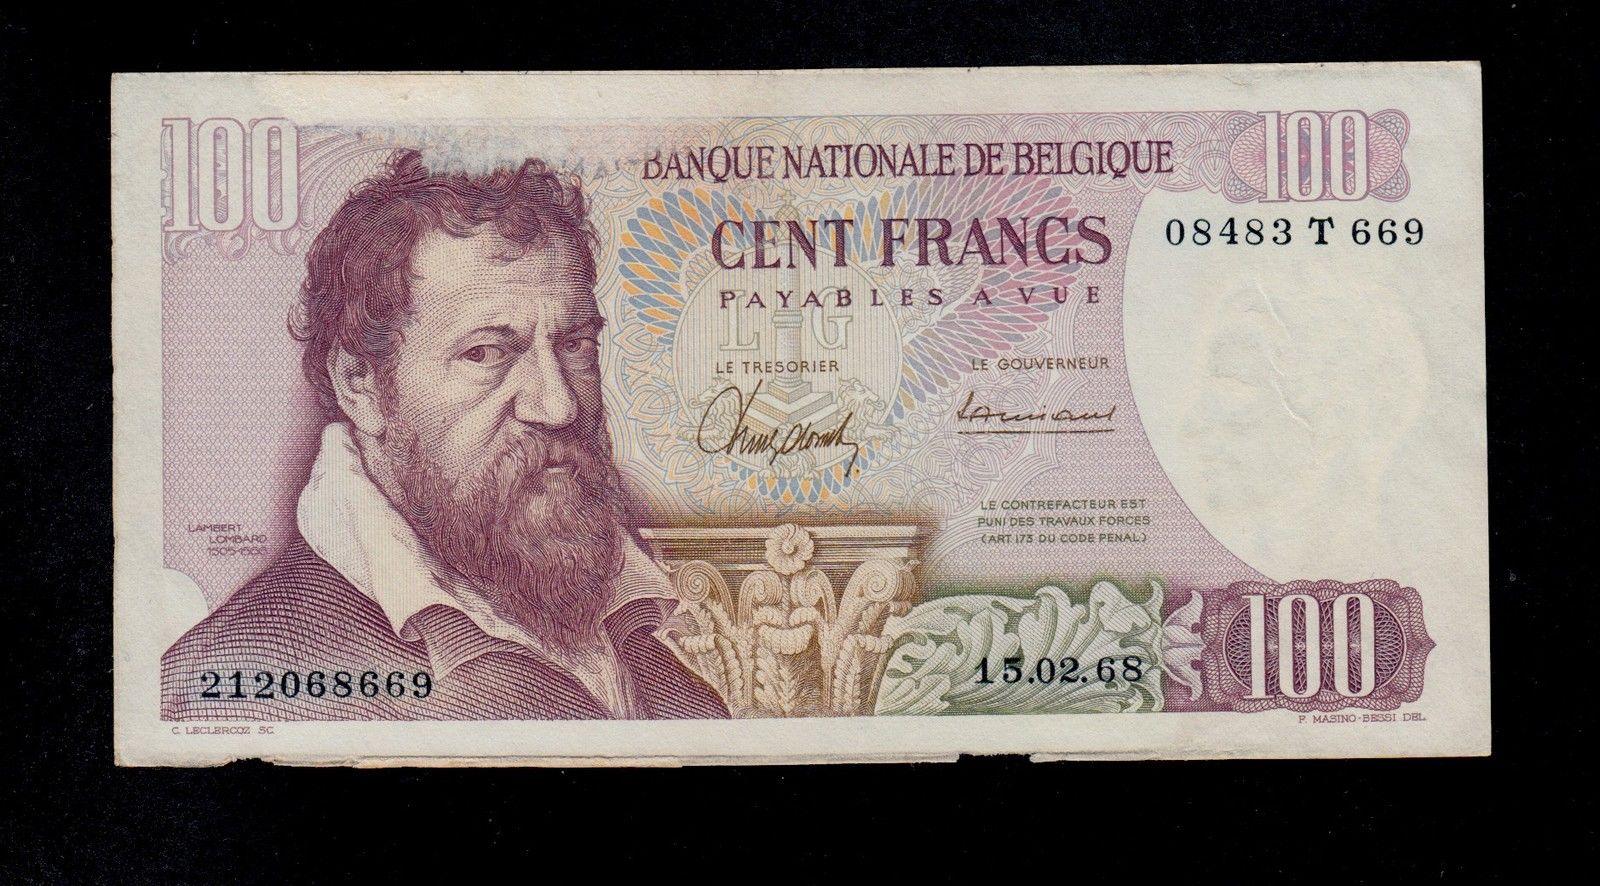 100
BANQUE NATIONALE DE BELGIQUE
100
CENT FRANCS
08483 T 669
PAYABLES A VUE
L G
LE TRESORIER
LE GOUVERNEUR
LE CONTREFACTEUR EST
PUNI DES TRAVAUX FORCES
(ART 173 DU CODE PENAL)
LAMBERT
LOMBARD
1505-1566
212068669
15.02.68
100
C. LECLERCQZ SC.
F. MASINO-BESSI DEL.